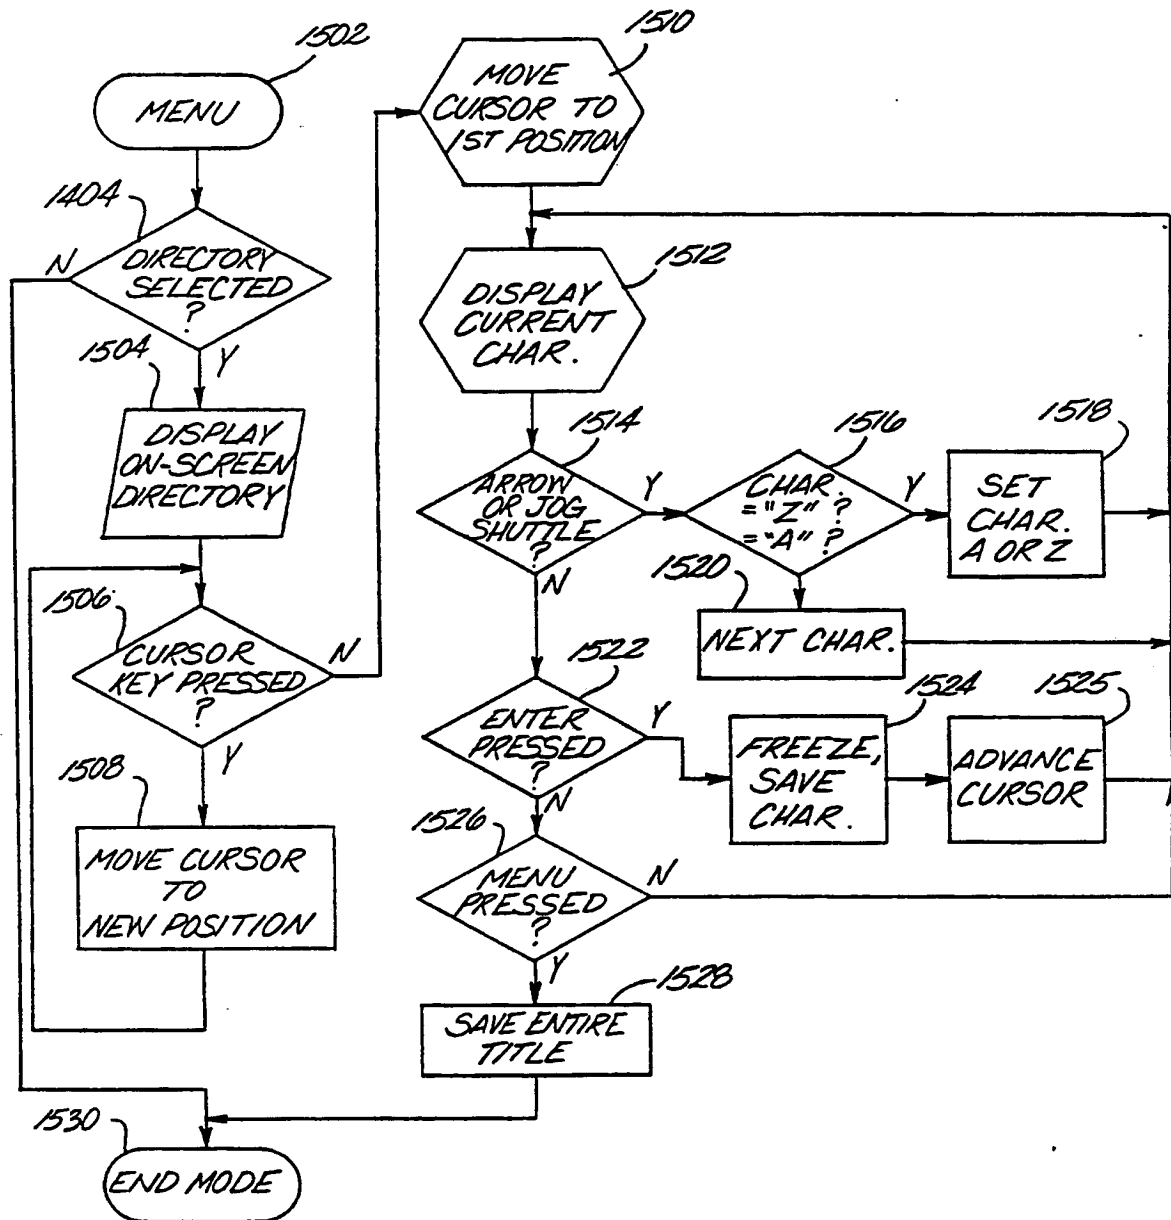 1502
MENU
1404
N
DIRECTORY
SELECTED
?
Y
1504
DISPLAY
ON-SCREEN
DIRECTORY
1506
CURSOR
KEY PRESSED
?
N
Y
1508
MOVE CURSOR
TO
NEW POSITION
1530
END MODE
1510
MOVE
CURSOR TO
1ST POSITION
1512
DISPLAY
CURRENT
CHAR.
1514
ARROW
OR JOG
SHUTTLE
?
Y
N
1516
CHAR.
="Z" ?
="A" ?
Y
1518
SET
CHAR.
A OR Z
1520
NEXT CHAR.
1522
ENTER
PRESSED
?
Y
N
1524
FREEZE,
SAVE
CHAR.
1525
ADVANCE
CURSOR
1526
MENU
PRESSED
?
N
Y
1528
SAVE ENTIRE
TITLE